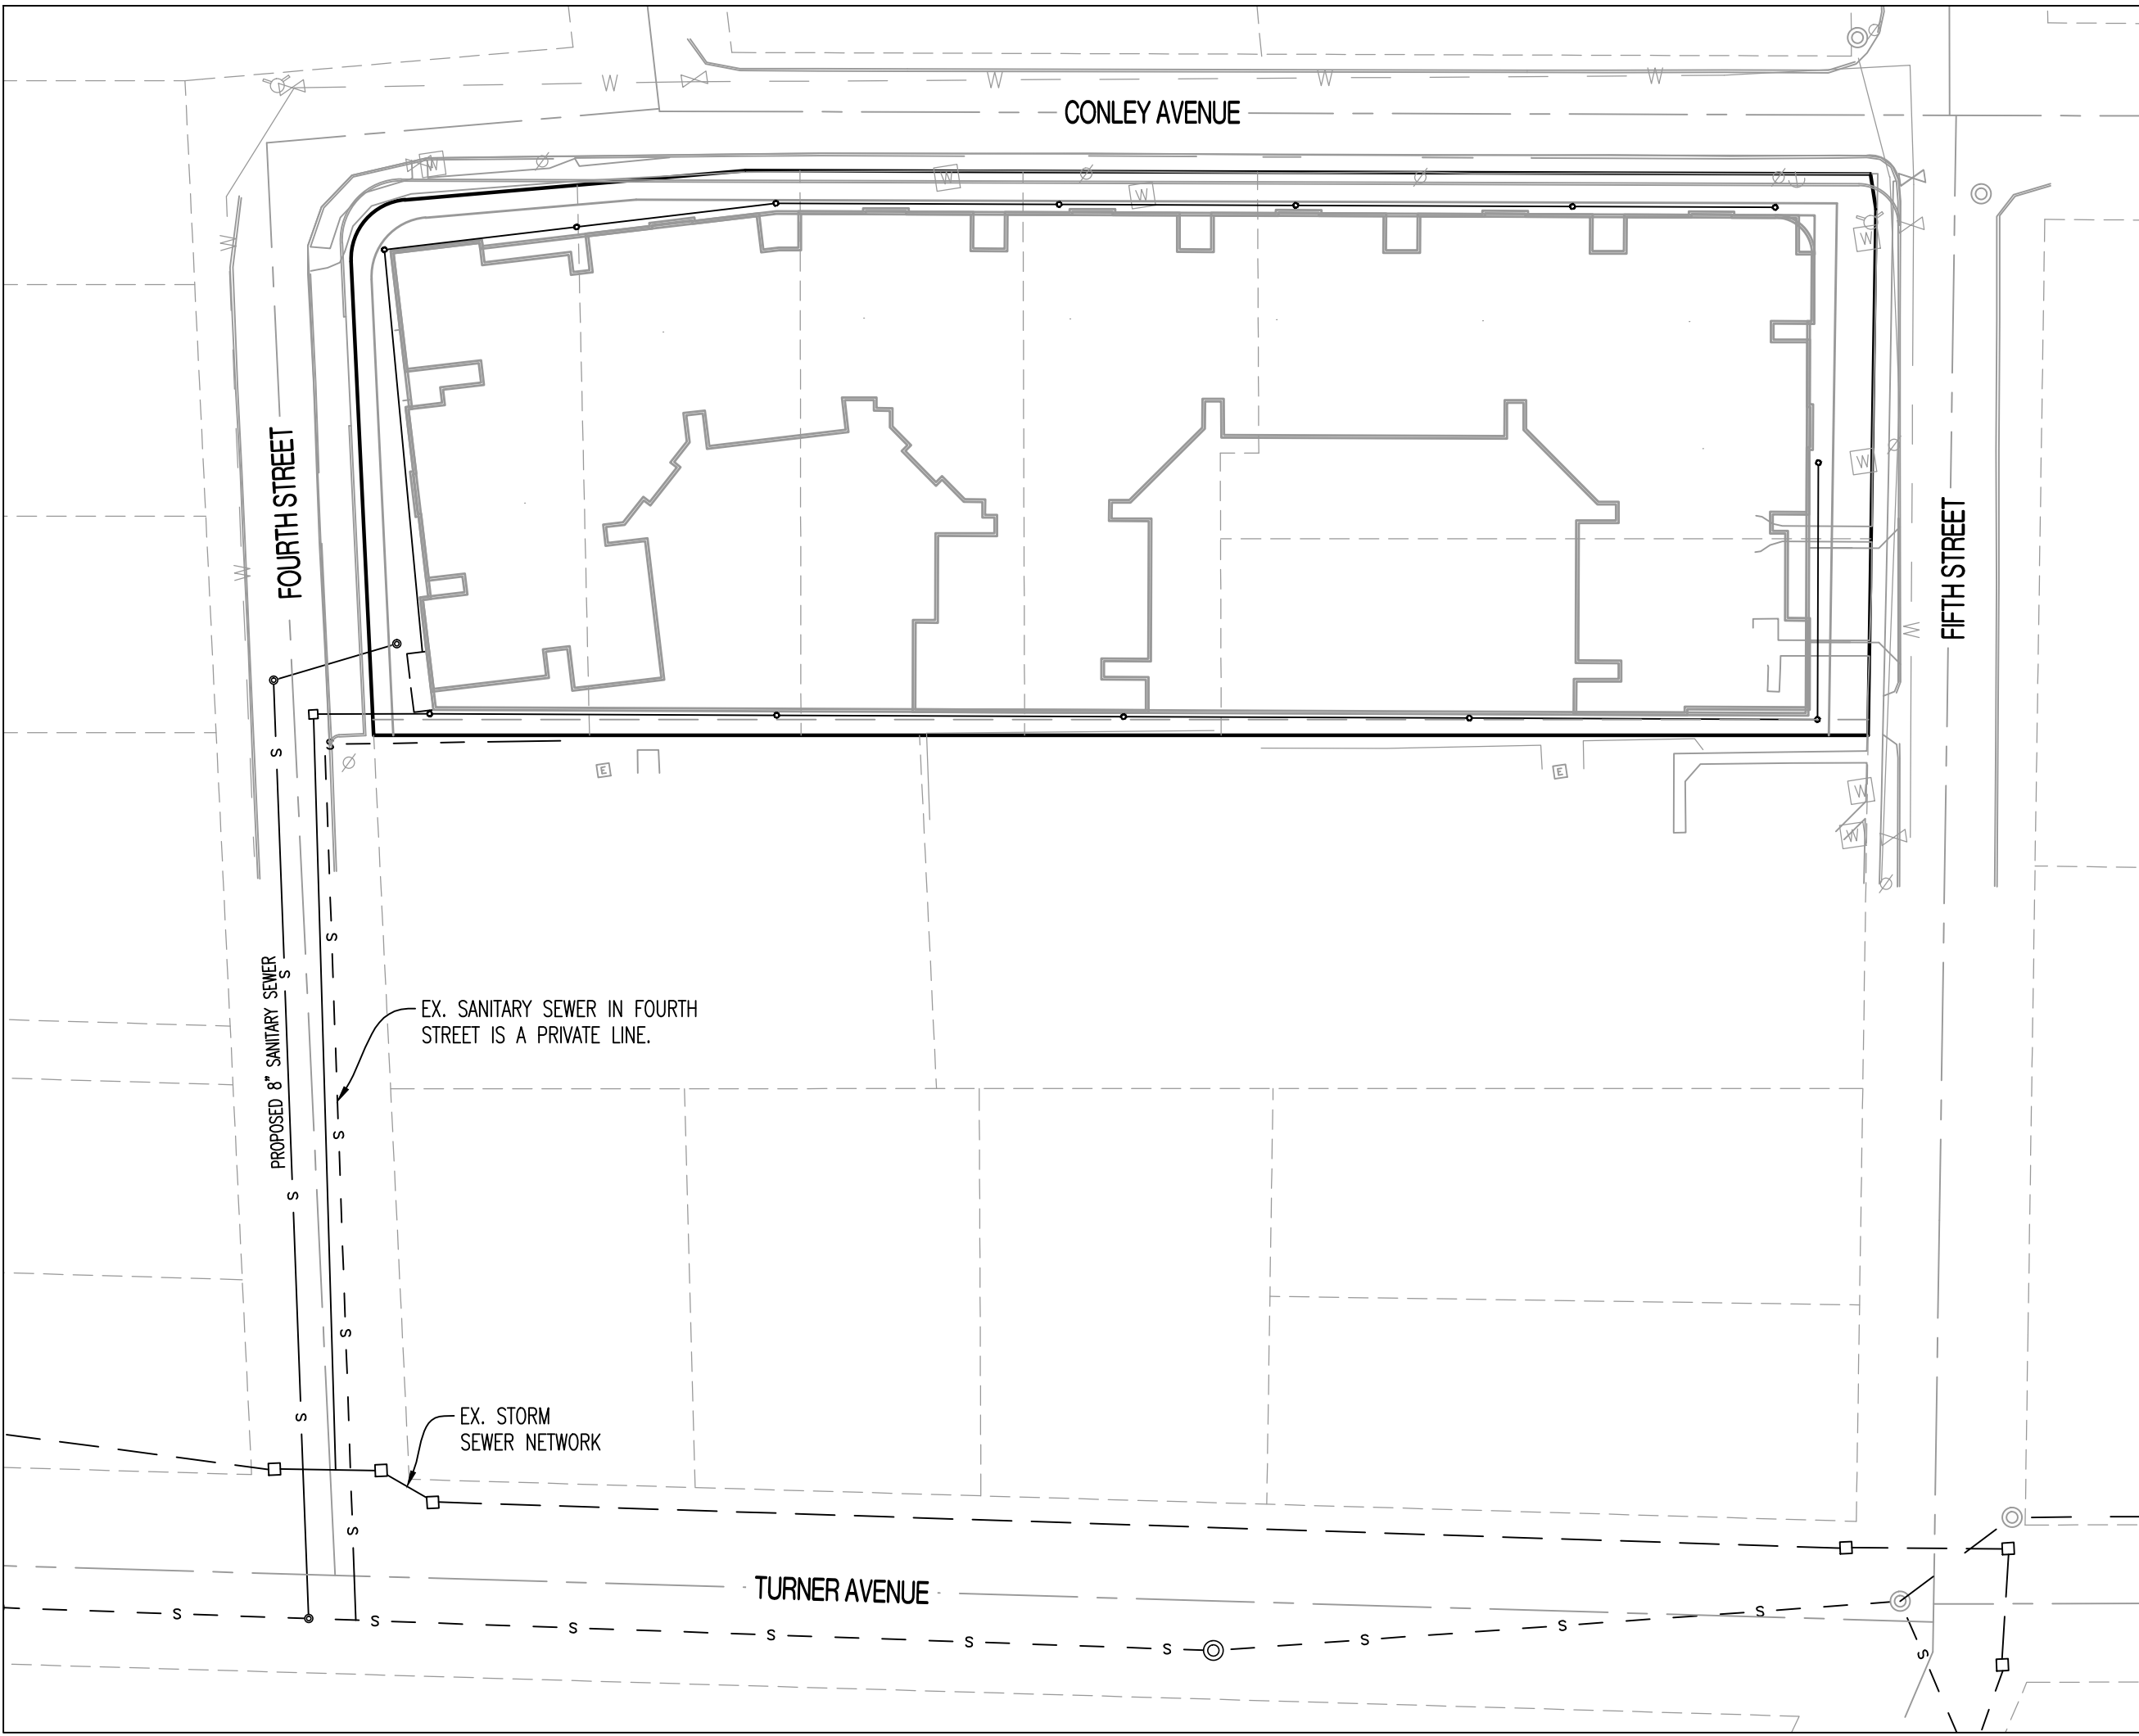 W W W W
CONLEY AVENUE
W W W
W
W
FOURTH STREET
W
W
FIFTH STREET
W
W
S
S
E
E
W
W
S
S
PROPOSED 8" SANITARY SEWER
EX. SANITARY SEWER IN FOURTH
STREET IS A PRIVATE LINE.
S
S
S
S
EX. STORM
SEWER NETWORK
S
TURNER AVENUE
S S S S S S S S S
S